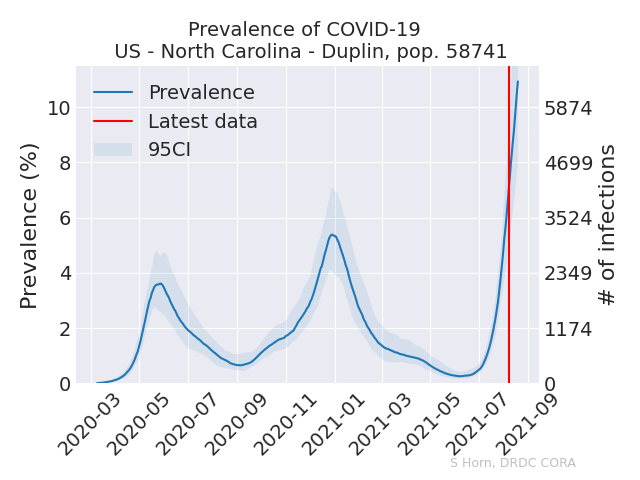 Prevalence of COVID-19
US - North Carolina - Duplin, pop. 58741
Prevalence
Latest data
95CI
Prevalence (%)
10
8
6
4
2
0
5874
4699
3524
2349
1174
0
# of infections
2020-03
2020-05
2020-07
2020-09
2020-11
2021-01
2021-03
2021-05
2021-07
2021-09
S Horn, DRDC CORA